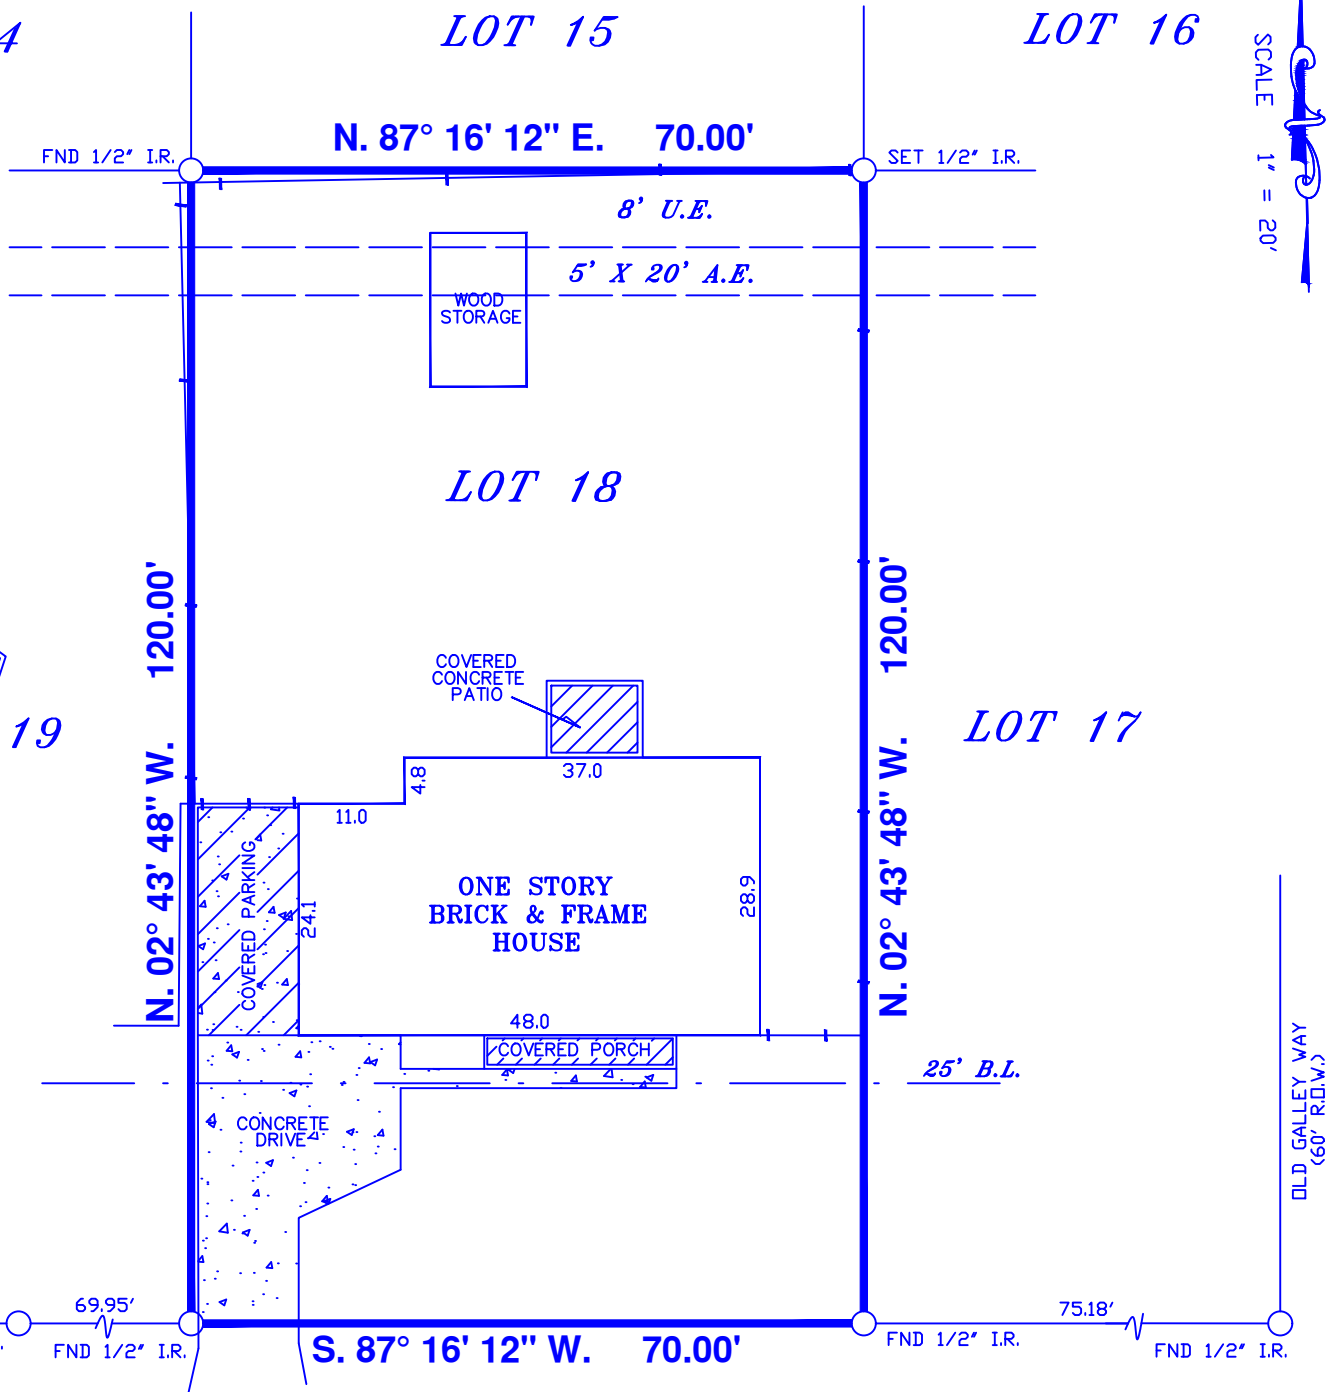 4
LOT 15
LOT 16
SCALE 1" = 20'
N. 87° 16' 12" E. 70.00'
FND 1/2" I.R.
SET 1/2" I.R.
8' U.E.
5' X 20' A.E.
WOOD
STORAGE
LOT 18
N. 02° 43' 48" W. 120.00'
N. 02° 43' 48" W. 120.00'
COVERED
CONCRETE
PATIO
19
LOT 17
4.8
37.0
11.0
COVERED PARKING
24.1
ONE STORY
BRICK & FRAME
HOUSE
28.9
48.0
COVERED PORCH
25' B.L.
CONCRETE
DRIVE
OLD GALLEY WAY
(60' R.O.W.)
69.95'
75.18'
FND 1/2" I.R.
S. 87° 16' 12" W. 70.00'
FND 1/2" I.R.
FND 1/2" I.R.